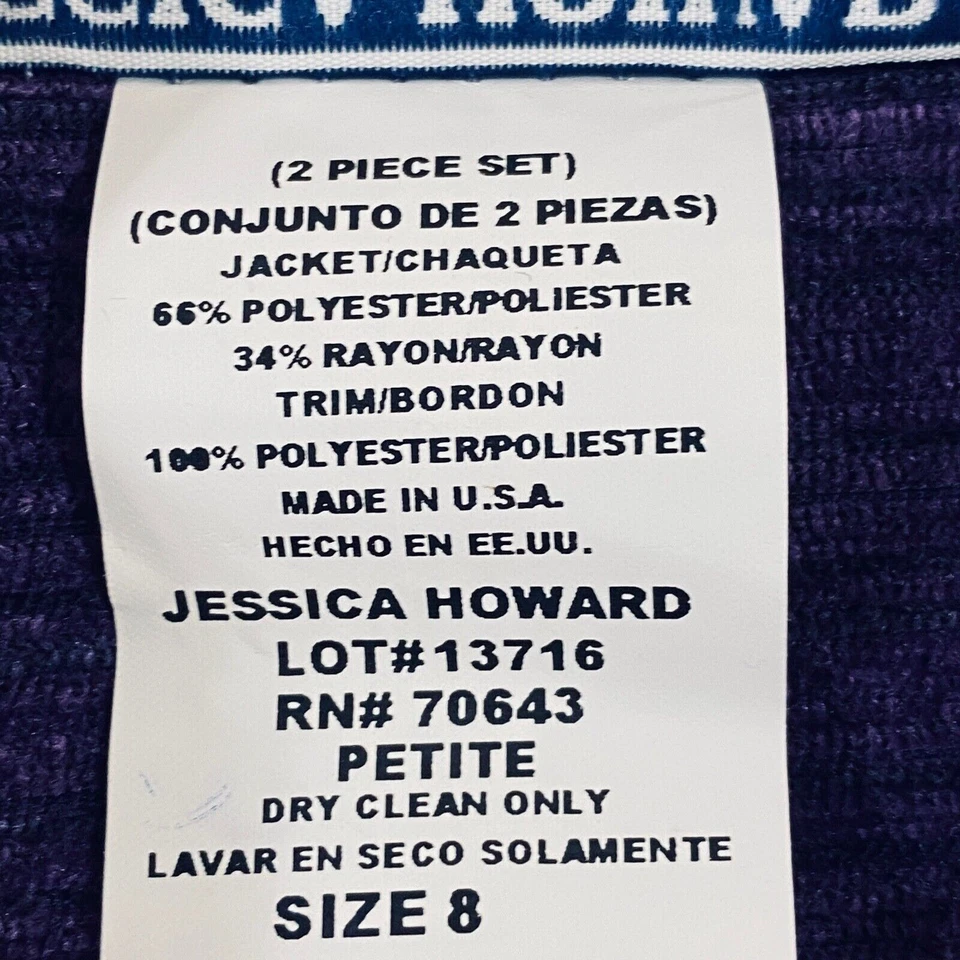 (2 PIECE SET)
(CONJUNTO DE 2 PIEZAS)
JACKET/CHAQUETA
66% POLYESTER/POLIESTER
34% RAYON/RAYON
TRIM/BORDON
100% POLYESTER/POLIESTER
MADE IN U.S.A.
HECHO EN EE.UU.
JESSICA HOWARD
LOT#13716
RN# 70643
PETITE
DRY CLEAN ONLY
LAVAR EN SECO SOLAMENTE
SIZE 8